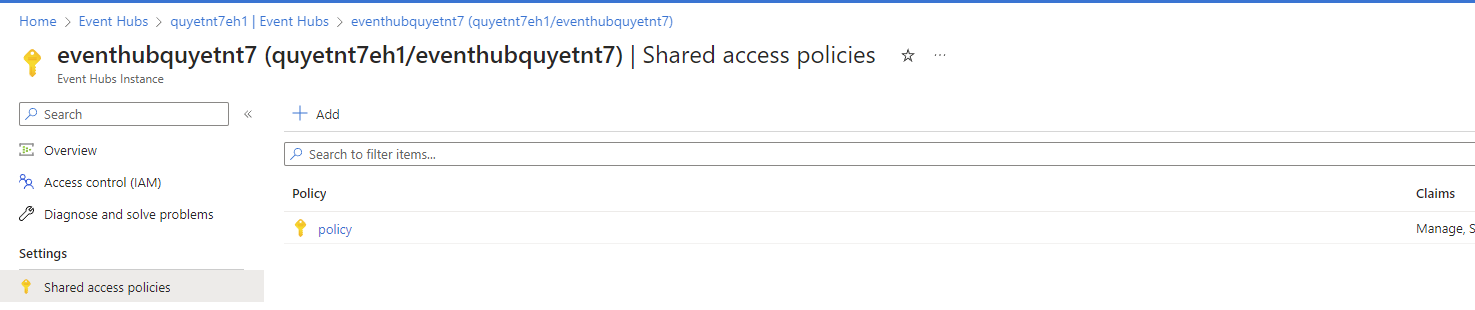 Home > Event Hubs > quyetnt7eh1 | Event Hubs > eventhubquyetnt7 (quyetnt7eh1/eventhubquyetnt7)
eventhubquyetnt7 (quyetnt7eh1/eventhubquyetnt7) | Shared access policies
Event Hubs Instance
Search
Overview
Access control (IAM)
Diagnose and solve problems
Settings
Shared access policies
Add
Search to filter items...
Policy Claims
policy Manage, S